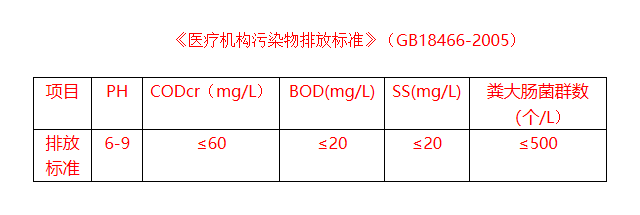 《医疗机构污染物排放标准》（GB18466-2005）
项目 PH CODcr（mg/L） BOD(mg/L) SS(mg/L) 粪大肠菌群数
（个/L）
排放 6-9 ≤60 ≤20 ≤20 ≤500
标准